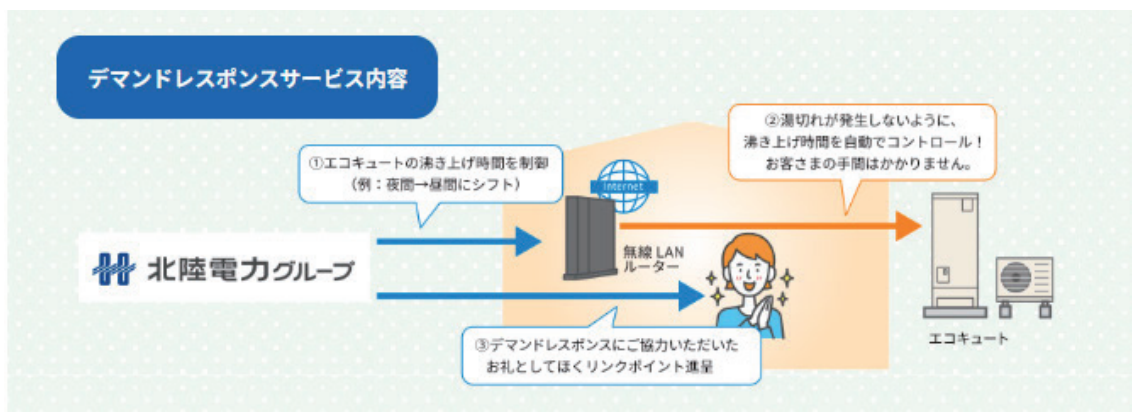 デマンドレスポンスサービス内容
①エコキュートの沸き上げ時間を制御
（例：夜間→昼間にシフト）
②湯切れが発生しないように、
沸き上げ時間を自動でコントロール！
お客さまの手間はかかりません。
Internet
無線 LAN
ルーター
北陸電力グループ
③デマンドレスポンスにご協力いただいた
お礼としてほくリンクポイント進呈
エコキュート